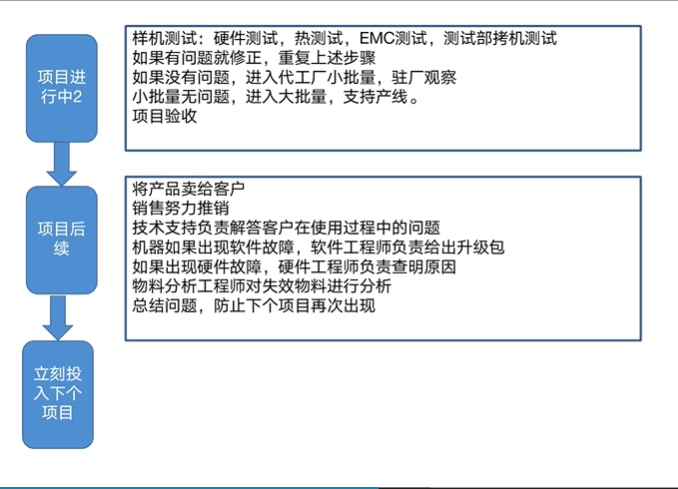 项目进
行中2
样机测试：硬件测试，热测试，EMC测试，测试部拷机测试
如果有问题就修正，重复上述步骤
如果没有问题，进入代工厂小批量，驻厂观察
小批量无问题，进入大批量，支持产线。
项目验收
项目后
续
将产品卖给客户
销售努力推销
技术支持负责解答客户在使用过程中的问题
机器如果出现软件故障，软件工程师负责给出升级包
如果出现硬件故障，硬件工程师负责查明原因
物料分析工程师对失效物料进行分析
总结问题，防止下个项目再次出现
立刻投
入下个
项目